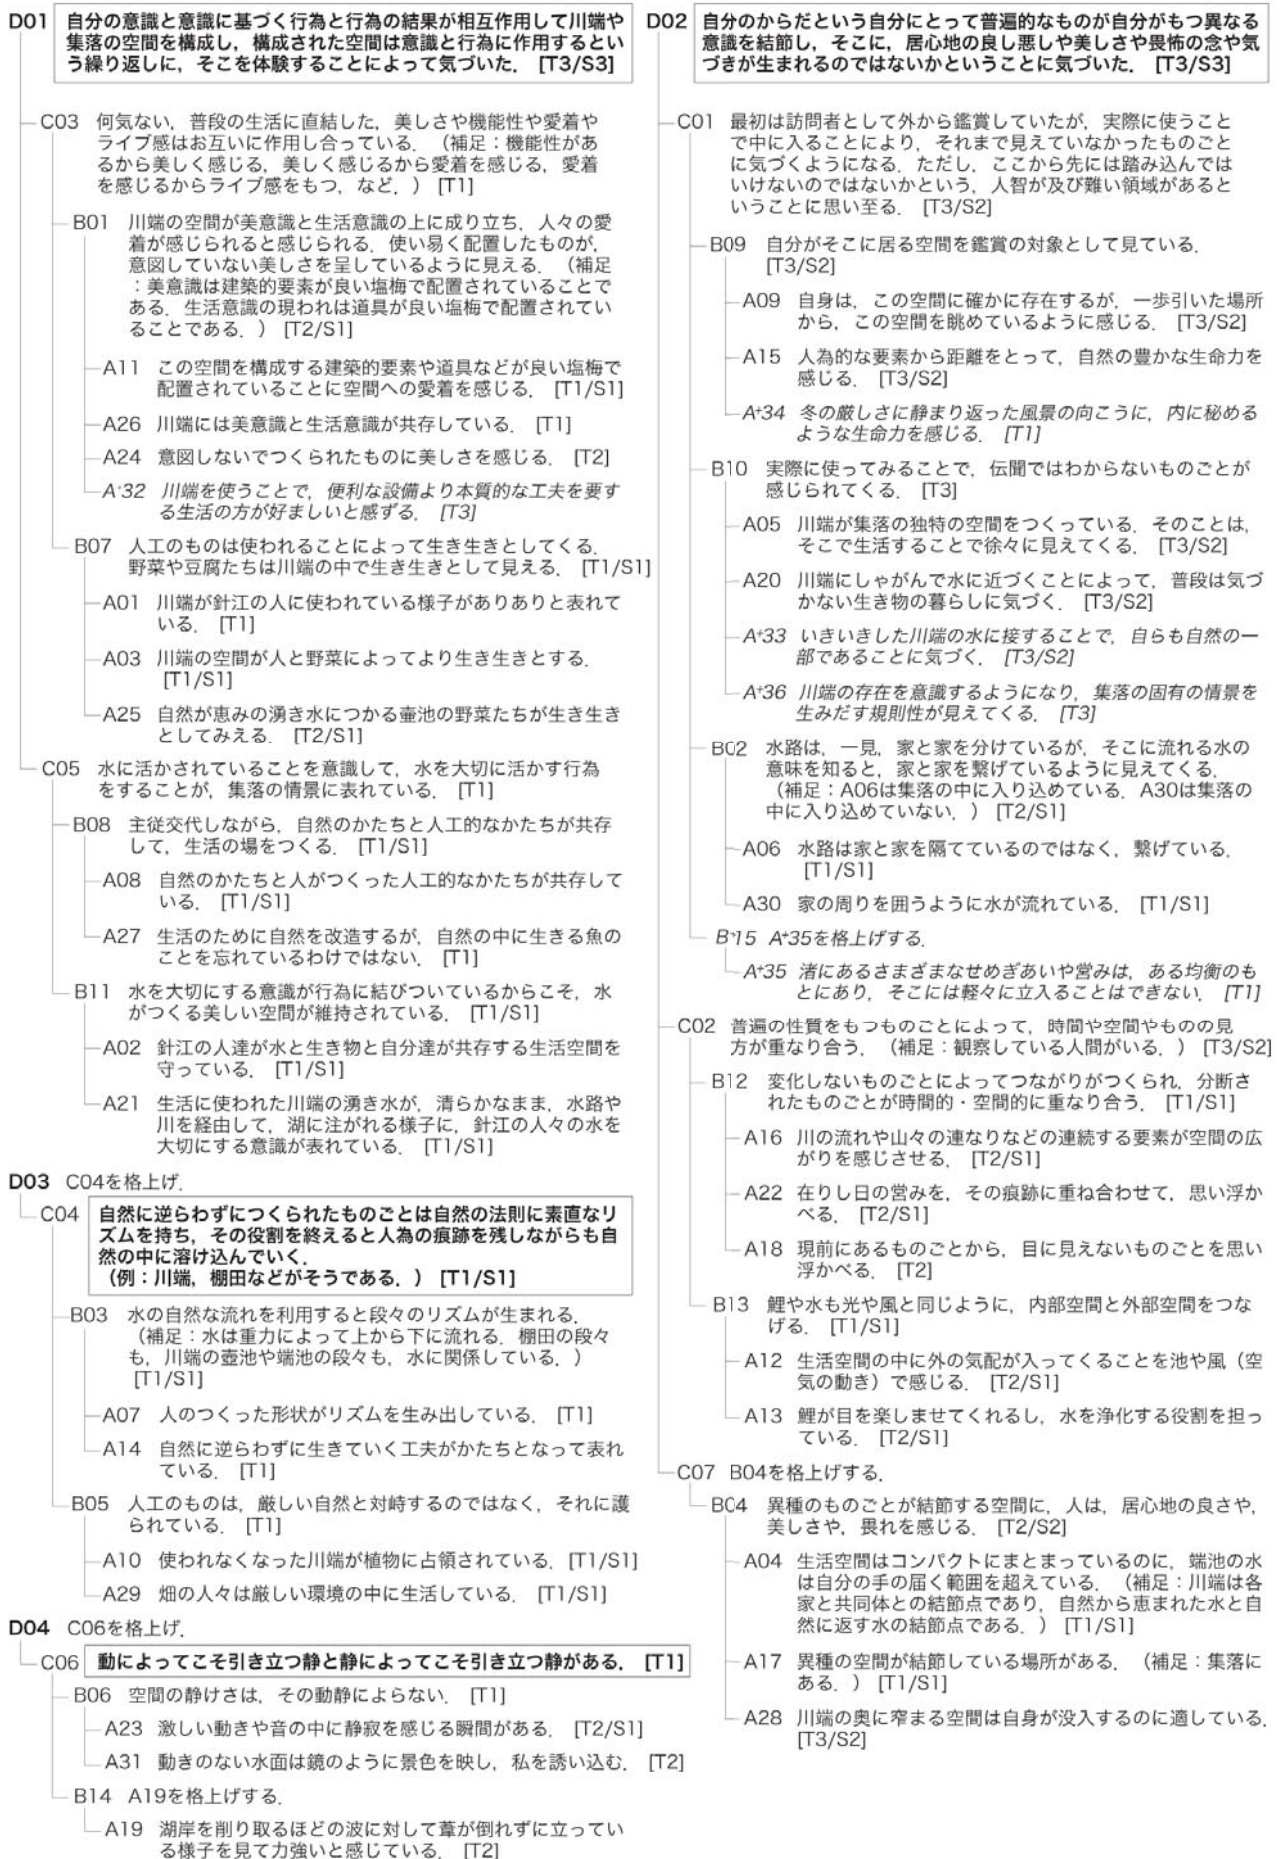 D01 自分の意識と意識に基づく行為と行為の結果が相互作用して川端や
集落の空間を構成し，構成された空間は意識と行為に作用するとい
う繰り返しに，そこを体験することによって気づいた． [T3/S3]
C03 何気ない，普段の生活に直結した，美しさや機能性や愛着や
ライブ感はお互いに作用し合っている．（補足：機能性があ
るから美しく感じる，美しく感じるから愛着を感じる，愛着
を感じるからライブ感をもつ，など．） [T1]
B01 川端の空間が美意識と生活意識の上に成り立ち，人々の愛
着が感じられると感じられる．使い易く配置したものが，
意図していない美しさを呈しているように見える．（補足
：美意識は建築的要素が良い塩梅で配置されていることで
ある．生活意識の現われは道具が良い塩梅で配置されてい
ることである．） [T2/S1]
A11 この空間を構成する建築的要素や道具などが良い塩梅で
配置されていることに空間への愛着を感じる． [T1/S1]
A26 川端には美意識と生活意識が共存している． [T1]
A24 意図しないでつくられたものに美しさを感じる． [T2]
A+32 川端を使うことで，便利な設備より本質的な工夫を要す
る生活の方が好ましいと感ずる． [T3]
B07 人工のものは使われることによって生き生きとしてくる．
野菜や豆腐たちは川端の中で生き生きとして見える． [T1/S1]
A01 川端が針江の人に使われている様子がありありと表れて
いる． [T1]
A03 川端の空間が人と野菜によってより生き生きとする．
[T1/S1]
A25 自然が恵みの湧き水につかる壷池の野菜たちが生き生き
としてみえる． [T2/S1]
C05 水に活かされていることを意識して，水を大切に活かす行為
をすることが，集落の情景に表れている． [T1]
B08 主従交代しながら，自然のかたちと人工的なかたちが共存
して，生活の場をつくる． [T1/S1]
A08 自然のかたちと人がつくった人工的なかたちが共存して
いる． [T1/S1]
A27 生活のために自然を改造するが，自然の中に生きる魚の
ことを忘れているわけではない． [T1]
B11 水を大切にする意識が行為に結びついているからこそ，水
がつくる美しい空間が維持されている． [T1/S1]
A02 針江の人達が水と生き物と自分達が共存する生活空間を
守っている． [T1/S1]
A21 生活に使われた川端の湧き水が，清らかなまま，水路や
川を経由して，湖に注がれる様子に，針江の人々の水を
大切にする意識が表れている． [T1/S1]
D03 C04を格上げ．
C04 自然に逆らわずにつくられたものごとは自然の法則に素直なリ
ズムを持ち，その役割を終えると人為の痕跡を残しながらも自
然の中に溶け込んでいく．
（例：川端，棚田などがそうである．） [T1/S1]
B03 水の自然な流れを利用すると段々のリズムが生まれる．
（補足：水は重力によって上から下に流れる．棚田の段々
も，川端の壺池や端池の段々も，水に関係している．）
[T1/S1]
A07 人のつくった形状がリズムを生み出している． [T1]
A14 自然に逆らわずに生きていく工夫がかたちとなって表れ
ている． [T1]
B05 人工のものは，厳しい自然と対峙するのではなく，それに護
られている． [T1]
A10 使われなくなった川端が植物に占領されている． [T1/S1]
A29 畑の人々は厳しい環境の中に生活している． [T1/S1]
D04 C06を格上げ．
C06 動によってこそ引き立つ静と静によってこそ引き立つ静がある． [T1]
B06 空間の静けさは，その動静によらない． [T1]
A23 激しい動きや音の中に静寂を感じる瞬間がある． [T2/S1]
A31 動きのない水面は鏡のように景色を映し，私を誘い込む． [T2]
B14 A19を格上げする．
A19 湖岸を削り取るほどの波に対して葦が倒れずに立ってい
る様子を見て力強いと感じている． [T2]
D02 自分のからだという自分にとって普遍的なものが自分がもつ異なる
意識を結節し，そこに，居心地の良し悪しや美しさや畏怖の念や気
づきが生まれるのではないかということに気づいた． [T3/S3]
C01 最初は訪問者として外から鑑賞していたが，実際に使うこと
で中に入ることにより，それまで見えていなかったものごと
に気づくようになる．ただし，ここから先には踏み込んでは
いけないのではないかという，人智が及び難い領域があると
いうことに思い至る． [T3/S2]
B09 自分がそこに居る空間を鑑賞の対象として見ている．
[T3/S2]
A09 自身は，この空間に確かに存在するが，一歩引いた場所
から，この空間を眺めているように感じる． [T3/S2]
A15 人為的な要素から距離をとって，自然の豊かな生命力を
感じる． [T3/S2]
A+34 冬の厳しさに静まり返った風景の向こうに，内に秘める
ような生命力を感じる． [T1]
B10 実際に使ってみることで，伝聞ではわからないものごとが
感じられてくる． [T3]
A05 川端が集落の独特の空間をつくっている．そのことは，
そこで生活することで徐々に見えてくる． [T3/S2]
A20 川端にしゃがんで水に近づくことによって，普段は気づ
かない生き物の暮らしに気づく． [T3/S2]
A+33 いきいきした川端の水に接することで，自らも自然の一
部であることに気づく． [T3/S2]
A+36 川端の存在を意識するようになり，集落の固有の情景を
生みだす規則性が見えてくる． [T3]
B02 水路は，一見，家と家を分けているが，そこに流れる水の
意味を知ると，家と家を繋げているように見えてくる．
（補足：A06は集落の中に入り込めている．A30は集落の
中に入り込めていない．） [T2/S1]
A06 水路は家と家を隔てているのではなく，繋げている．
[T1/S1]
A30 家の周りを囲うように水が流れている． [T1/S1]
B+15 A+35を格上げする．
A+35 渚にあるさまざまなせめぎあいや営みは，ある均衡のも
とにあり，そこには軽々に立入ることはできない． [T1]
C02 普遍の性質をもつものごとによって，時間や空間やものの見
方が重なり合う．（補足：観察している人間がいる．） [T3/S2]
B12 変化しないものごとによってつながりがつくられ，分断さ
れたものごとが時間的・空間的に重なり合う． [T1/S1]
A16 川の流れや山々の連なりなどの連続する要素が空間の広
がりを感じさせる． [T2/S1]
A22 在りし日の営みを，その痕跡に重ね合わせて，思い浮か
べる． [T2/S1]
A18 現前にあるものごとから，目に見えないものごとを思い
浮かべる． [T2]
B13 鯉や水も光や風と同じように，内部空間と外部空間をつな
げる． [T1/S1]
A12 生活空間の中に外の気配が入ってくることを池や風（空
気の動き）で感じる． [T2/S1]
A13 鯉が目を楽しませてくれるし，水を浄化する役割を担っ
ている． [T2/S1]
C07 B04を格上げする．
B04 異種のものごとが結節する空間に，人は，居心地の良さや，
美しさや，畏れを感じる． [T2/S2]
A04 生活空間はコンパクトにまとまっているのに，端池の水
は自分の手の届く範囲を超えている．（補足：川端は各
家と共同体との結節点であり，自然から恵まれた水と自
然に返す水の結節点である．） [T1/S1]
A17 異種の空間が結節している場所がある．（補足：集落に
ある．） [T1/S1]
A28 川端の奥に窄まる空間は自身が没入するのに適している．
[T3/S2]